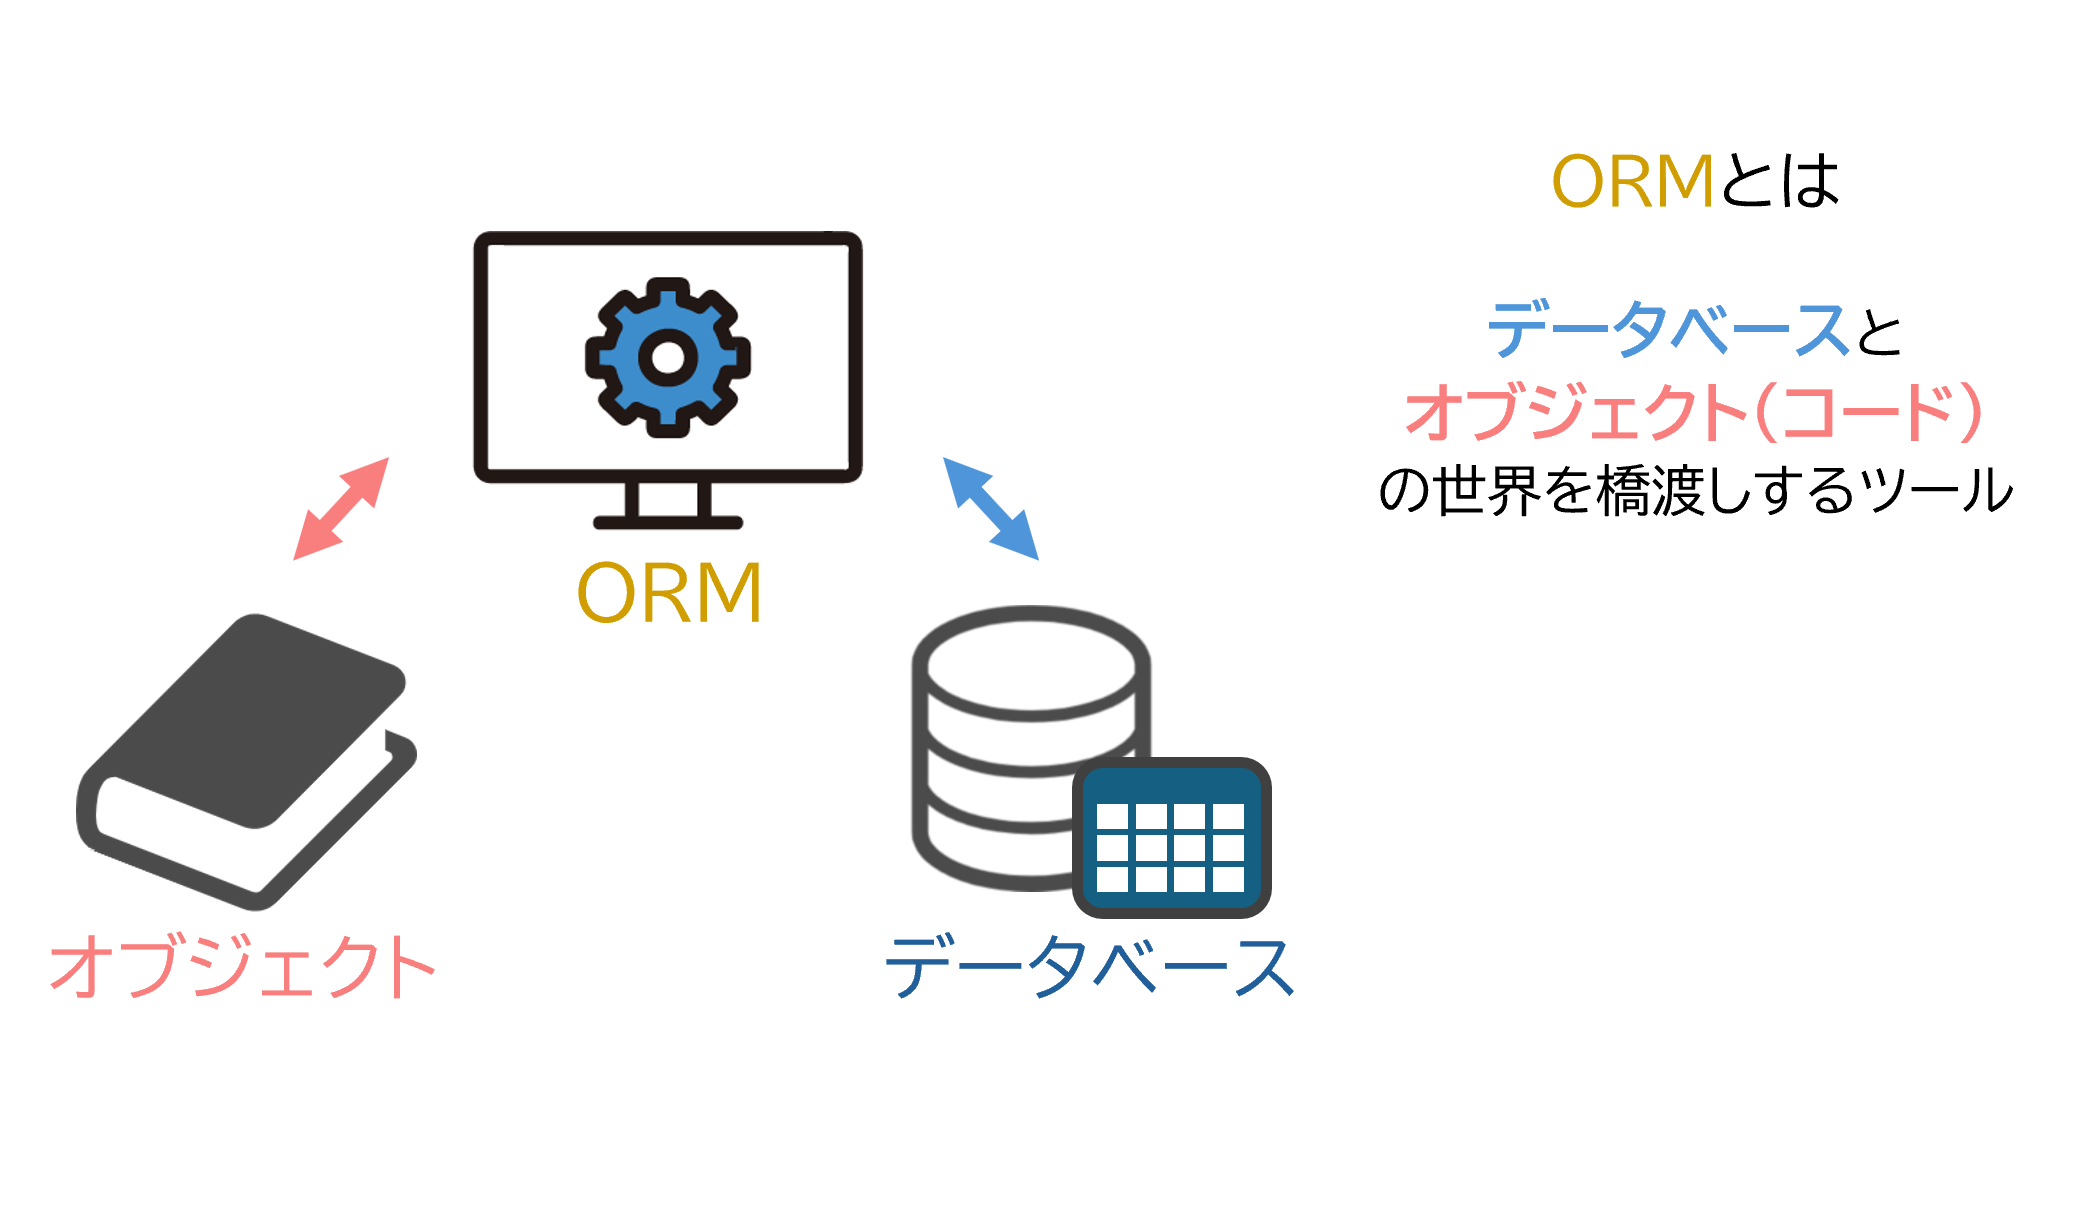 ORMとは
データベースと
オブジェクト(コード)
の世界を橋渡しするツール
ORM
オブジェクト
データベース